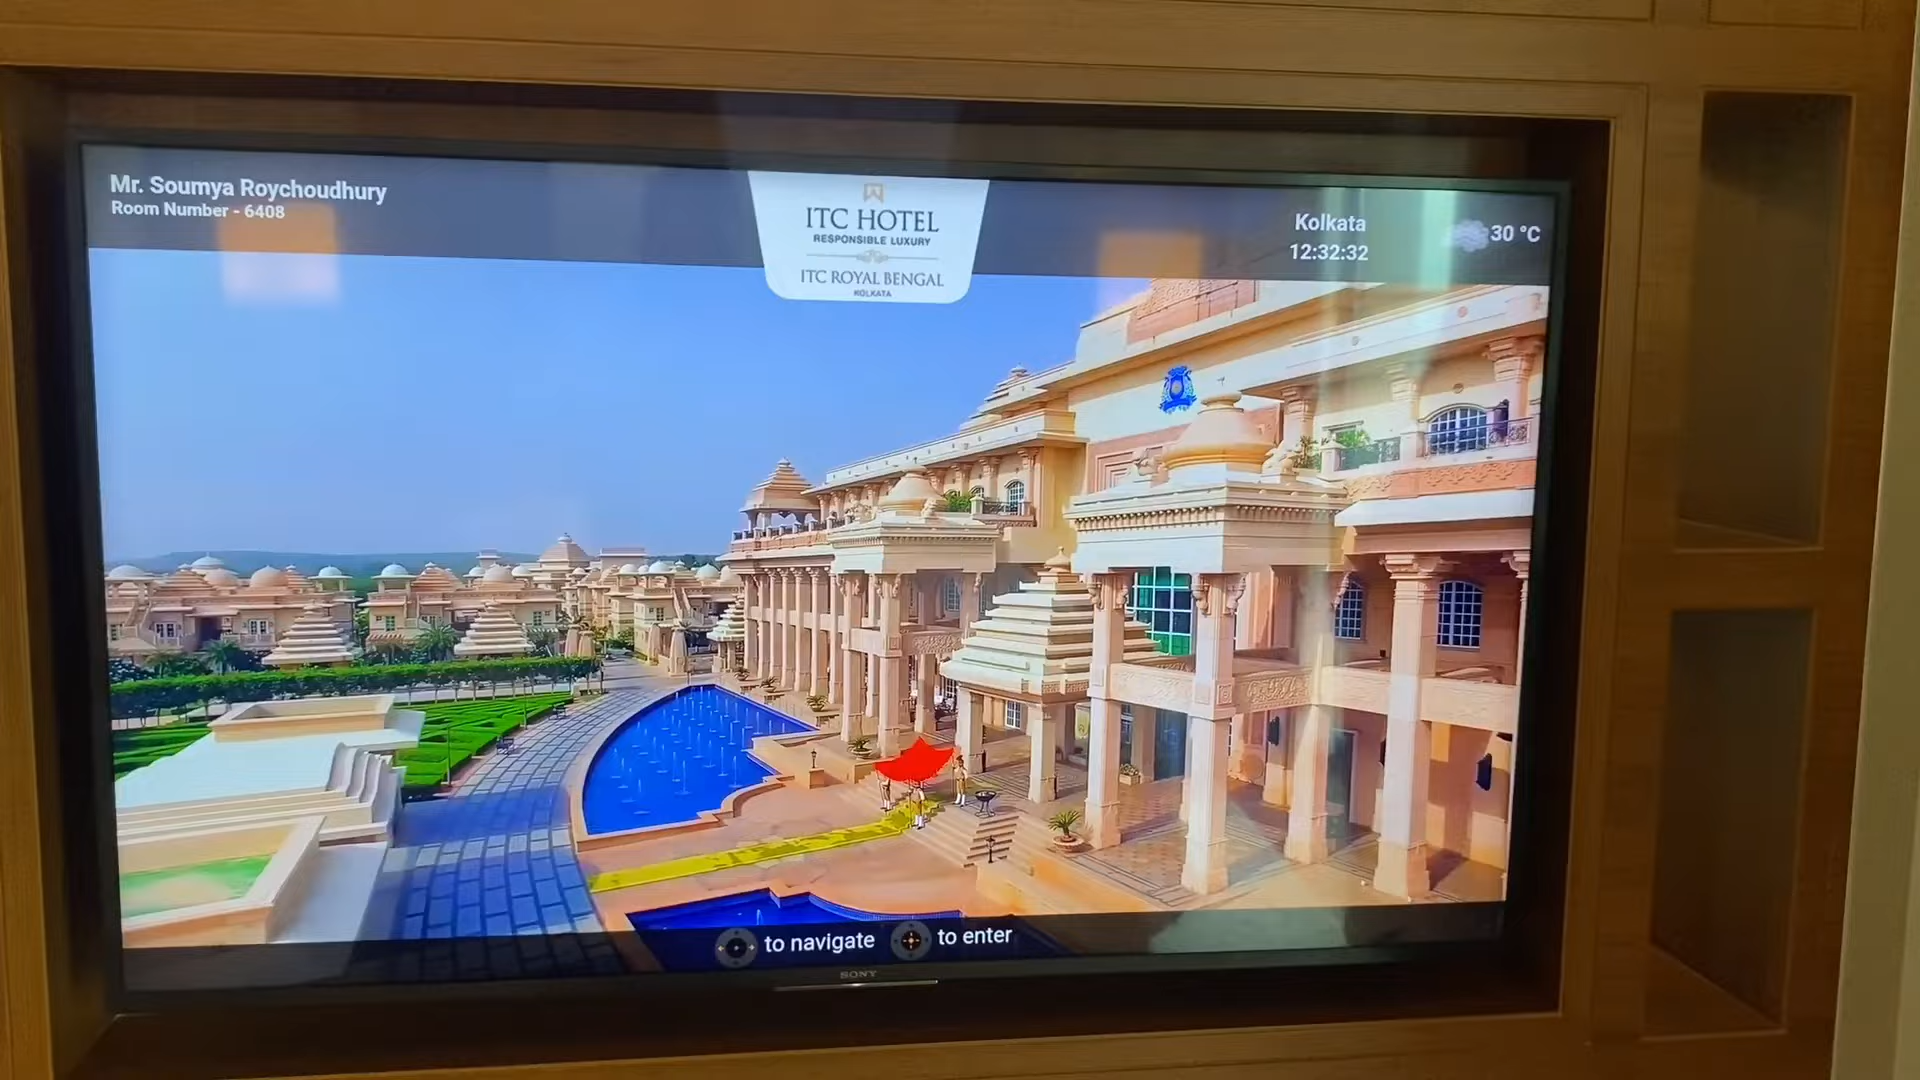 Mr. Soumya Roychoudhury
Room Number - 6408
ITC HOTEL
RESPONSIBLE LUXURY
ITC ROYAL BENGAL
KOLKATA
Kolkata
12:32:32
30 °C
to navigate
to enter
SONY